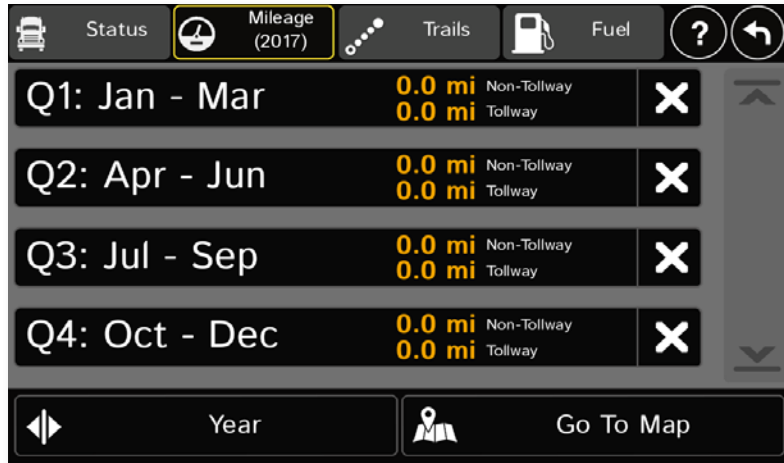 Status
Mileage
(2017)
Trails
Fuel
?
Q1: Jan - Mar
0.0 mi Non-Tollway
0.0 mi Tollway
Q2: Apr - Jun
0.0 mi Non-Tollway
0.0 mi Tollway
Q3: Jul - Sep
0.0 mi Non-Tollway
0.0 mi Tollway
Q4: Oct - Dec
0.0 mi Non-Tollway
0.0 mi Tollway
Year
Go To Map